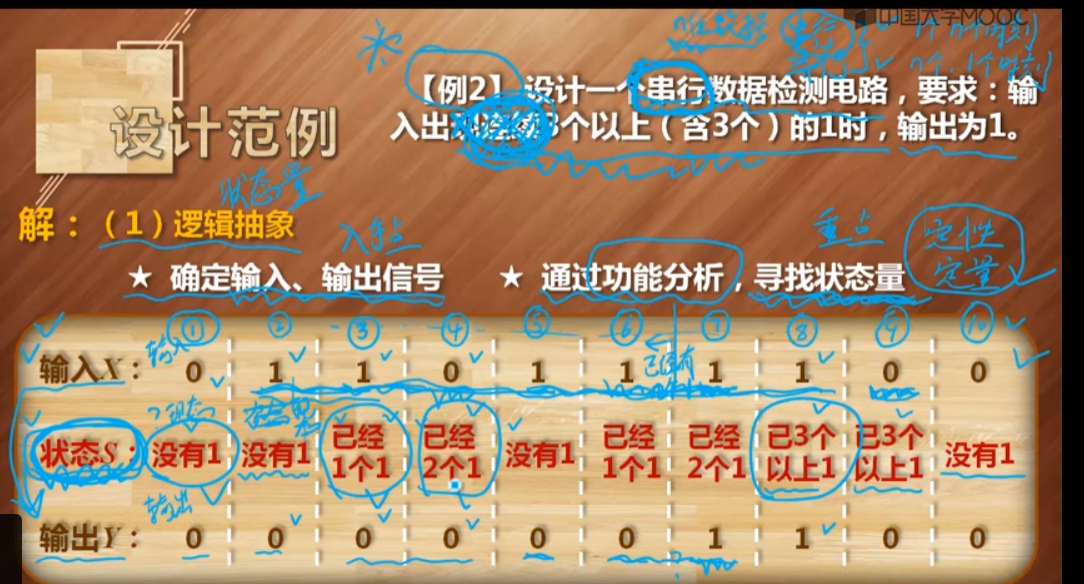 中国大学MOOC
设计范例
【例2】设计一个串行数据检测电路，要求：输
3个以上（含3个）的1时，输出为1。
状态量
解：（1）逻辑抽象
入手点
重点
定性
定量
★ 确定输入、输出信号 ★ 通过功能分析，寻找状态量
① ② ③ ④ ⑤ ⑥ ⑦ ⑧ ⑨ ⑩
输入
已经有
输入X： 0 1 1 0 1 1 1 1 0 0
现态
状态S： 没有1 没有1 已经1个1 已经2个1 没有1 已经1个1 已经2个1 已3个以上1 已3个以上1 没有1
输出
输出Y： 0 0 0 0 0 0 1 1 0 0